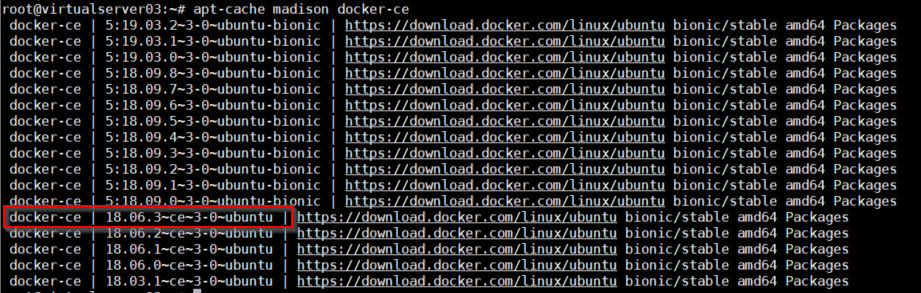 root@virtualserver03:~# apt-cache madison docker-ce
docker-ce | 5:19.03.2~3-0~ubuntu-bionic | https://download.docker.com/linux/ubuntu bionic/stable amd64 Packages
docker-ce | 5:19.03.1~3-0~ubuntu-bionic | https://download.docker.com/linux/ubuntu bionic/stable amd64 Packages
docker-ce | 5:19.03.0~3-0~ubuntu-bionic | https://download.docker.com/linux/ubuntu bionic/stable amd64 Packages
docker-ce | 5:18.09.8~3-0~ubuntu-bionic | https://download.docker.com/linux/ubuntu bionic/stable amd64 Packages
docker-ce | 5:18.09.7~3-0~ubuntu-bionic | https://download.docker.com/linux/ubuntu bionic/stable amd64 Packages
docker-ce | 5:18.09.6~3-0~ubuntu-bionic | https://download.docker.com/linux/ubuntu bionic/stable amd64 Packages
docker-ce | 5:18.09.5~3-0~ubuntu-bionic | https://download.docker.com/linux/ubuntu bionic/stable amd64 Packages
docker-ce | 5:18.09.4~3-0~ubuntu-bionic | https://download.docker.com/linux/ubuntu bionic/stable amd64 Packages
docker-ce | 5:18.09.3~3-0~ubuntu-bionic | https://download.docker.com/linux/ubuntu bionic/stable amd64 Packages
docker-ce | 5:18.09.2~3-0~ubuntu-bionic | https://download.docker.com/linux/ubuntu bionic/stable amd64 Packages
docker-ce | 5:18.09.1~3-0~ubuntu-bionic | https://download.docker.com/linux/ubuntu bionic/stable amd64 Packages
docker-ce | 5:18.09.0~3-0~ubuntu-bionic | https://download.docker.com/linux/ubuntu bionic/stable amd64 Packages
docker-ce | 18.06.3~ce~3-0~ubuntu | https://download.docker.com/linux/ubuntu bionic/stable amd64 Packages
docker-ce | 18.06.2~ce~3-0~ubuntu | https://download.docker.com/linux/ubuntu bionic/stable amd64 Packages
docker-ce | 18.06.1~ce~3-0~ubuntu | https://download.docker.com/linux/ubuntu bionic/stable amd64 Packages
docker-ce | 18.06.0~ce~3-0~ubuntu | https://download.docker.com/linux/ubuntu bionic/stable amd64 Packages
docker-ce | 18.03.1~ce~3-0~ubuntu | https://download.docker.com/linux/ubuntu bionic/stable amd64 Packages